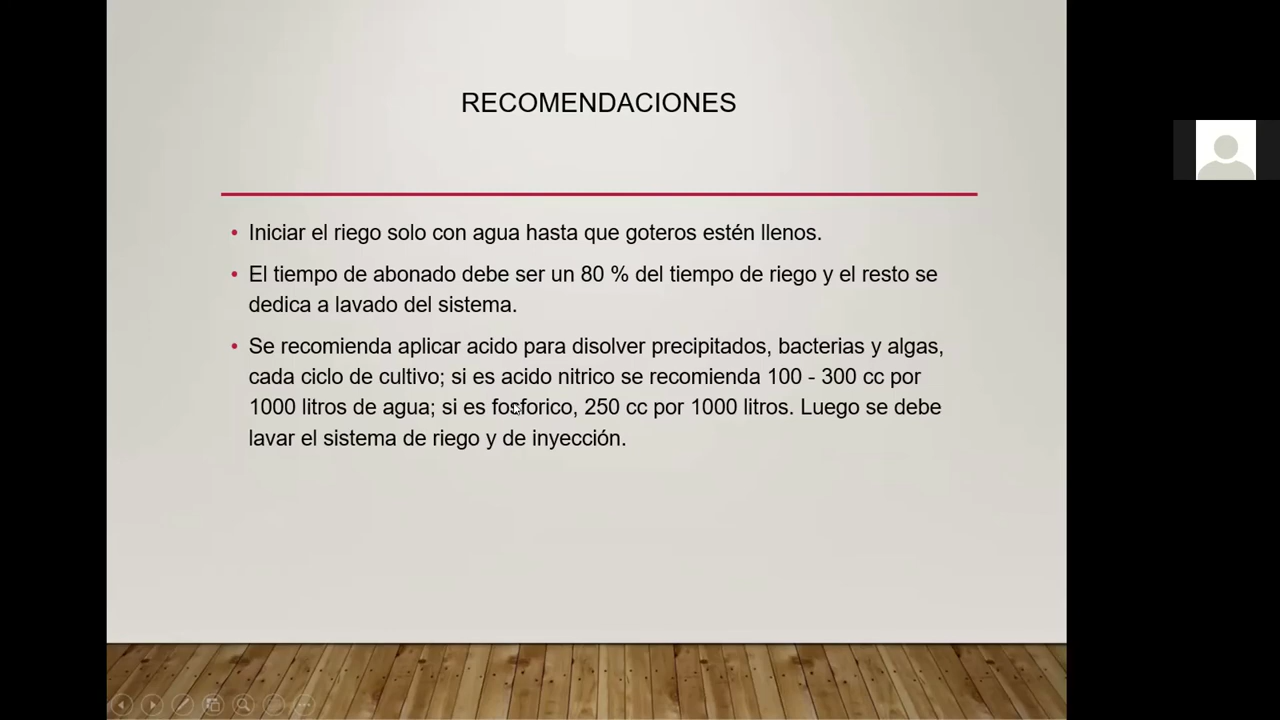 RECOMENDACIONES
• Iniciar el riego solo con agua hasta que goteros estén llenos.
• El tiempo de abonado debe ser un 80 % del tiempo de riego y el resto se
dedica a lavado del sistema.
• Se recomienda aplicar acido para disolver precipitados, bacterias y algas,
cada ciclo de cultivo; si es acido nitrico se recomienda 100 - 300 cc por
1000 litros de agua; si es fosforico, 250 cc por 1000 litros. Luego se debe
lavar el sistema de riego y de inyección.